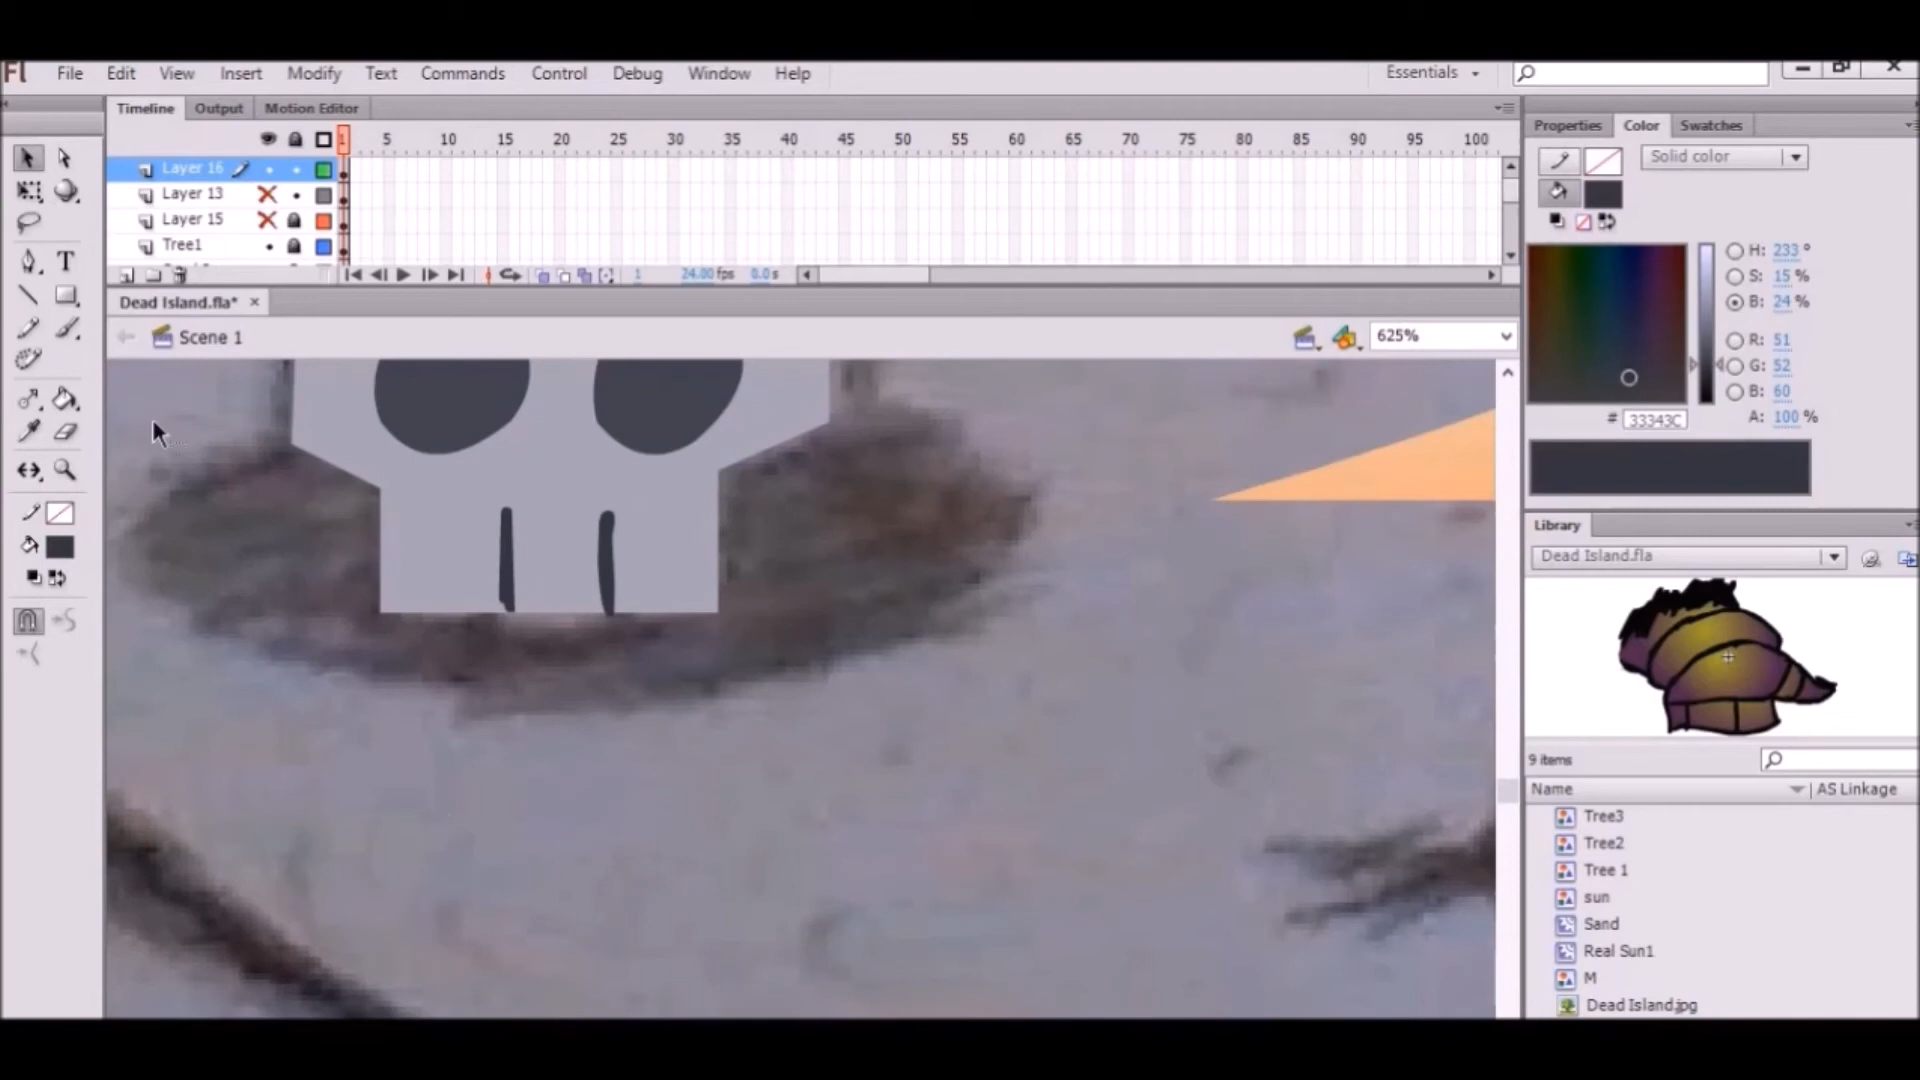 Fl File Edit View Insert Modify Text Commands Control Debug Window Help Essentials
Timeline Output Motion Editor
1 5 10 15 20 25 30 35 40 45 50 55 60 65 70 75 80 85 90 95 100
Layer 16
Layer 13
Layer 15
Tree1
1 24.00 fps 0.0 s
Dead Island.fla*
Scene 1
625%
Properties Color Swatches
Solid color
H: 233 °
S: 15 %
B: 24 %
R: 51
G: 52
B: 60
# 33343C A: 100 %
Library
Dead Island.fla
9 items
Name AS Linkage
Tree3
Tree2
Tree 1
sun
Sand
Real Sun1
M
Dead Island.jpg